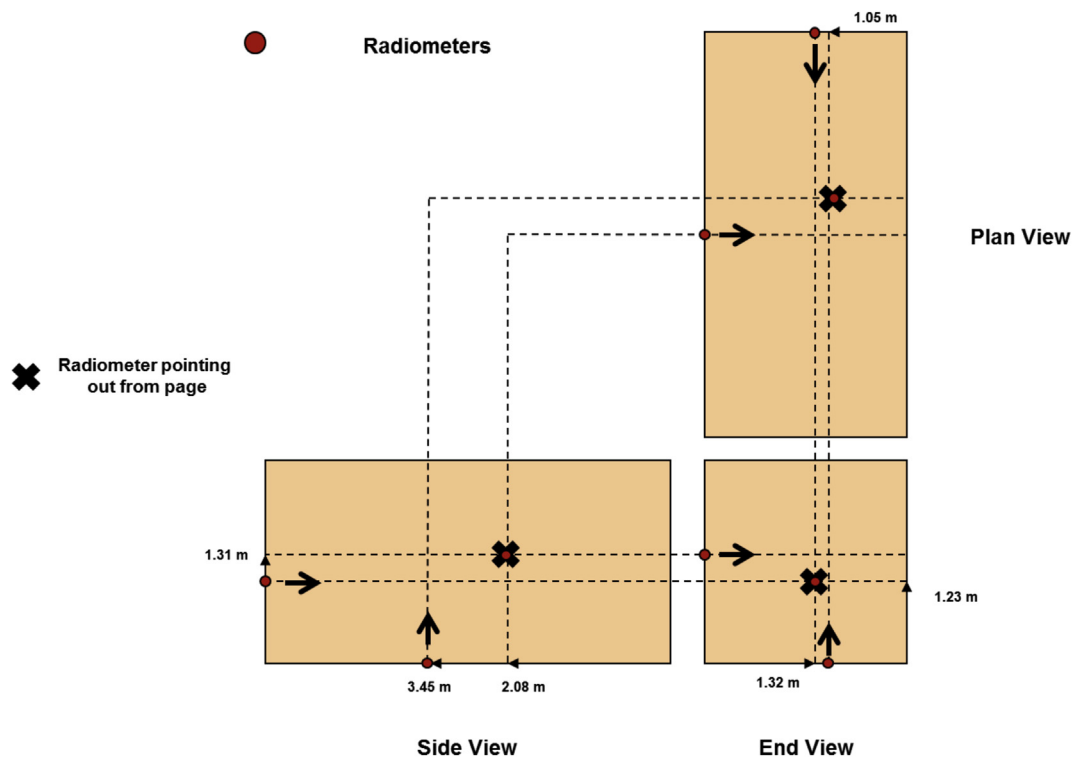 1.05 m
Radiometers
Plan View
Radiometer pointing
out from page
1.31 m
1.23 m
3.45 m
2.08 m
1.32 m
Side View
End View